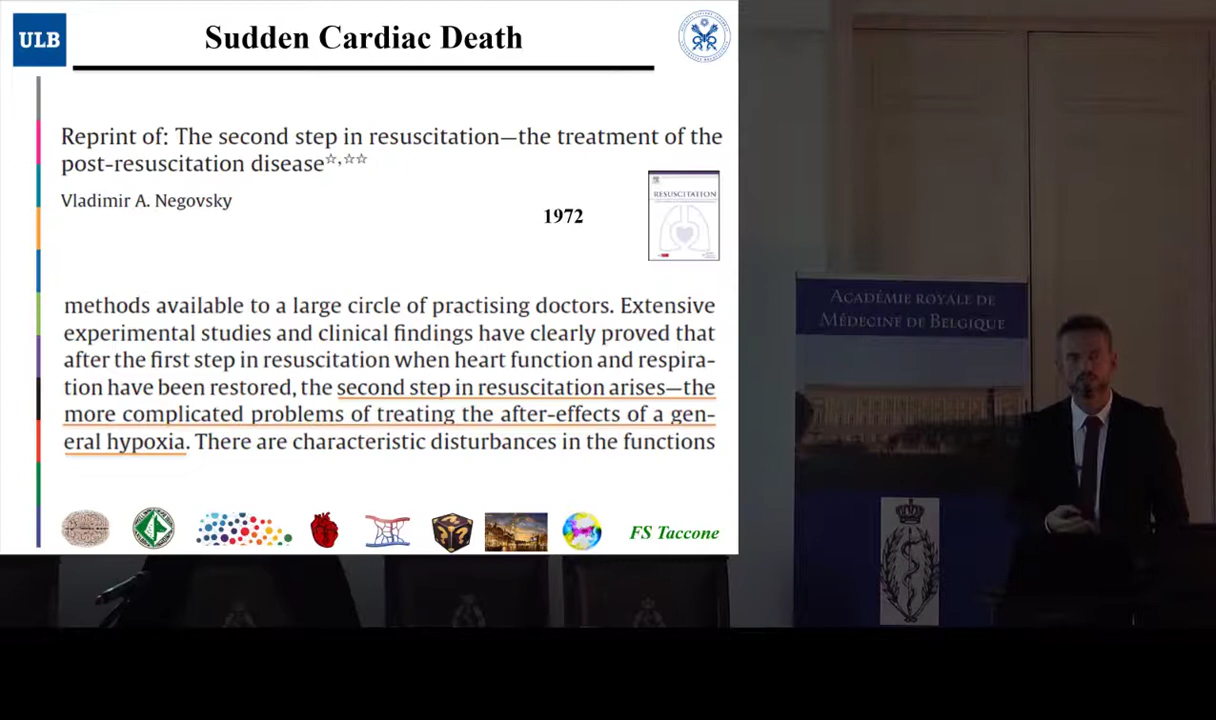 ULB
Sudden Cardiac Death
Reprint of: The second step in resuscitation—the treatment of the
post-resuscitation disease☆,☆☆
Vladimir A. Negovsky
1972
RESUSCITATION
methods available to a large circle of practising doctors. Extensive
experimental studies and clinical findings have clearly proved that
after the first step in resuscitation when heart function and respira-
tion have been restored, the second step in resuscitation arises—the
more complicated problems of treating the after-effects of a gen-
eral hypoxia. There are characteristic disturbances in the functions
FS Taccone
ACADÉMIE ROYALE DE
MÉDECINE DE BELGIQUE